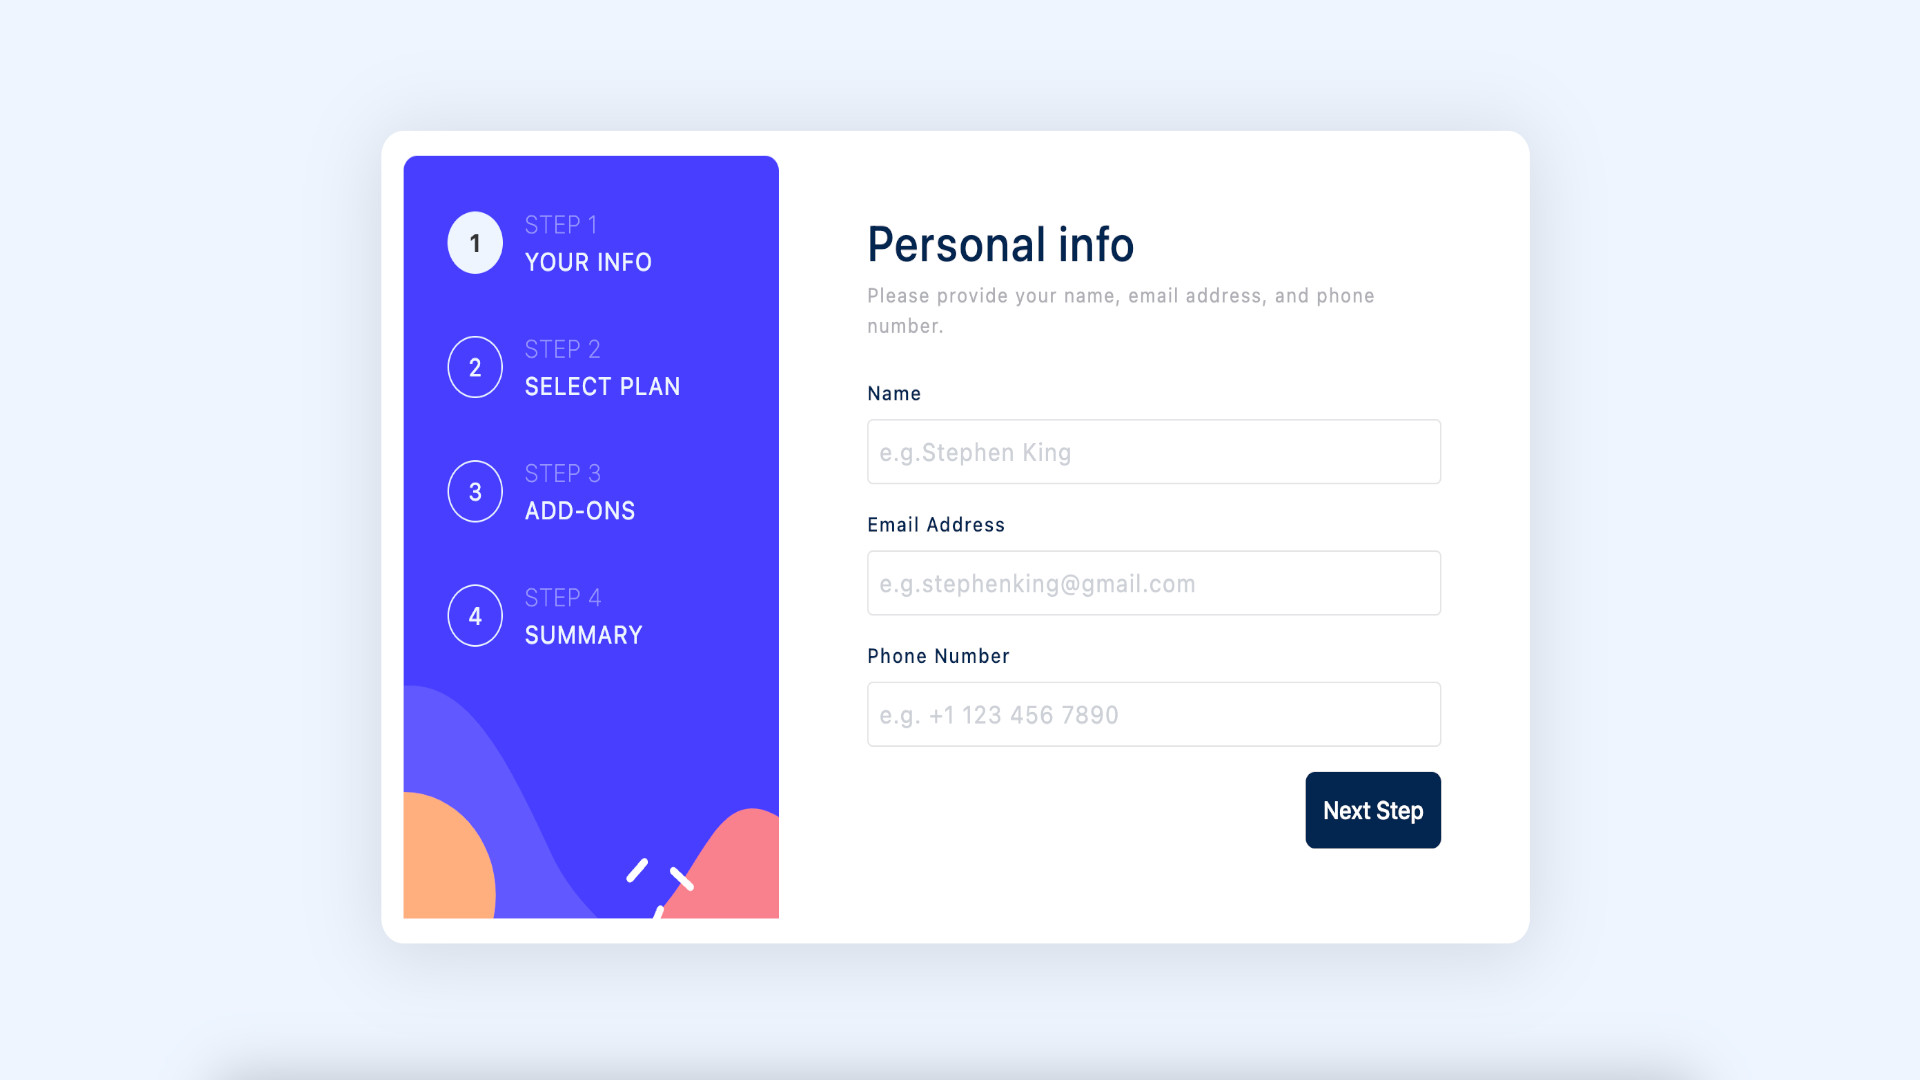 1
STEP 1
YOUR INFO
2
STEP 2
SELECT PLAN
3
STEP 3
ADD-ONS
4
STEP 4
SUMMARY
Personal info
Please provide your name, email address, and phone
number.
Name
e.g.Stephen King
Email Address
e.g.stephenking@gmail.com
Phone Number
e.g. +1 123 456 7890
Next Step